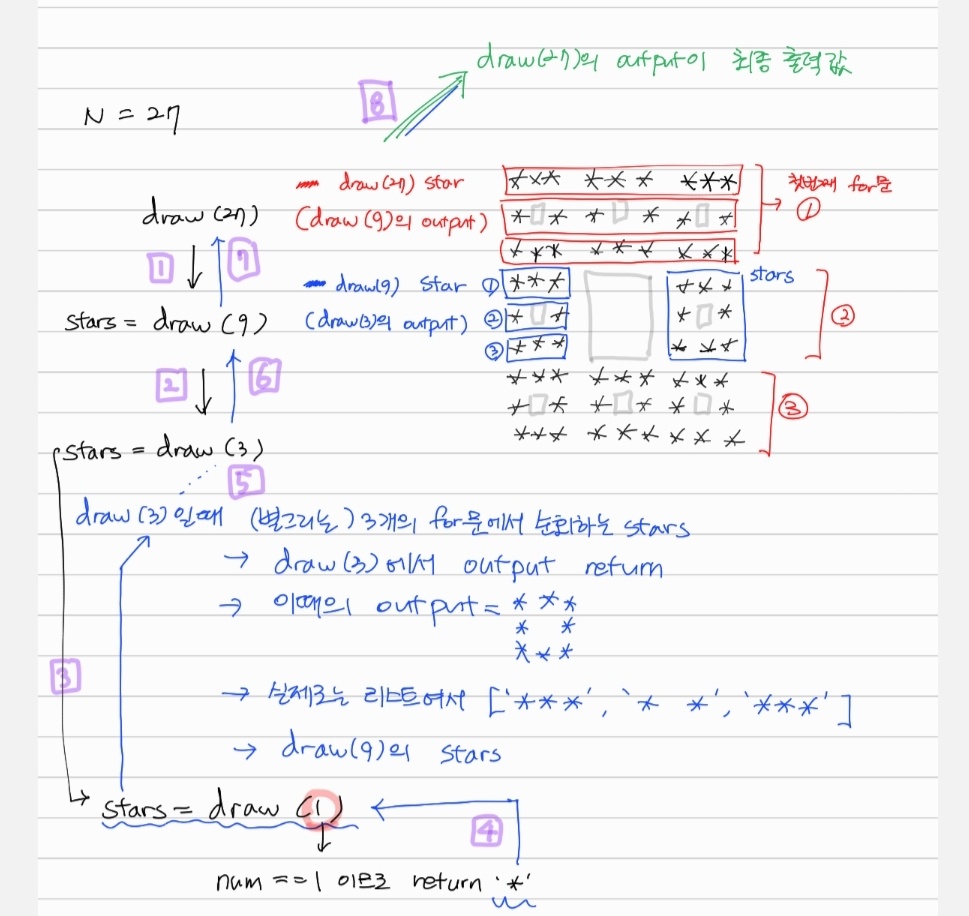 draw(27)의 output이 최종 출력값
8
N = 27
draw(27) star *** *** ***
첫번째 for문
draw(27)
(draw(9)의 output) * * * * * *
①
1 7
*** *** ***
draw(9) star ① *** *** stars
stars = draw(9) (draw(3)의 output) ② * * * * ②
③ *** ***
2 6
*** *** ***
* * * * * * ③
*** *** ***
stars = draw(3)
5
draw(3)일때 (별그리는) 3개의 for문에서 순회하는 stars
→ draw(3)에서 output return
→ 이때의 output = ***
* *
***
3
→ 실제로는 리스트여서 ['***', '* *', '***']
→ draw(9)의 stars
stars = draw(1)
4
num == 1 이므로 return '*'